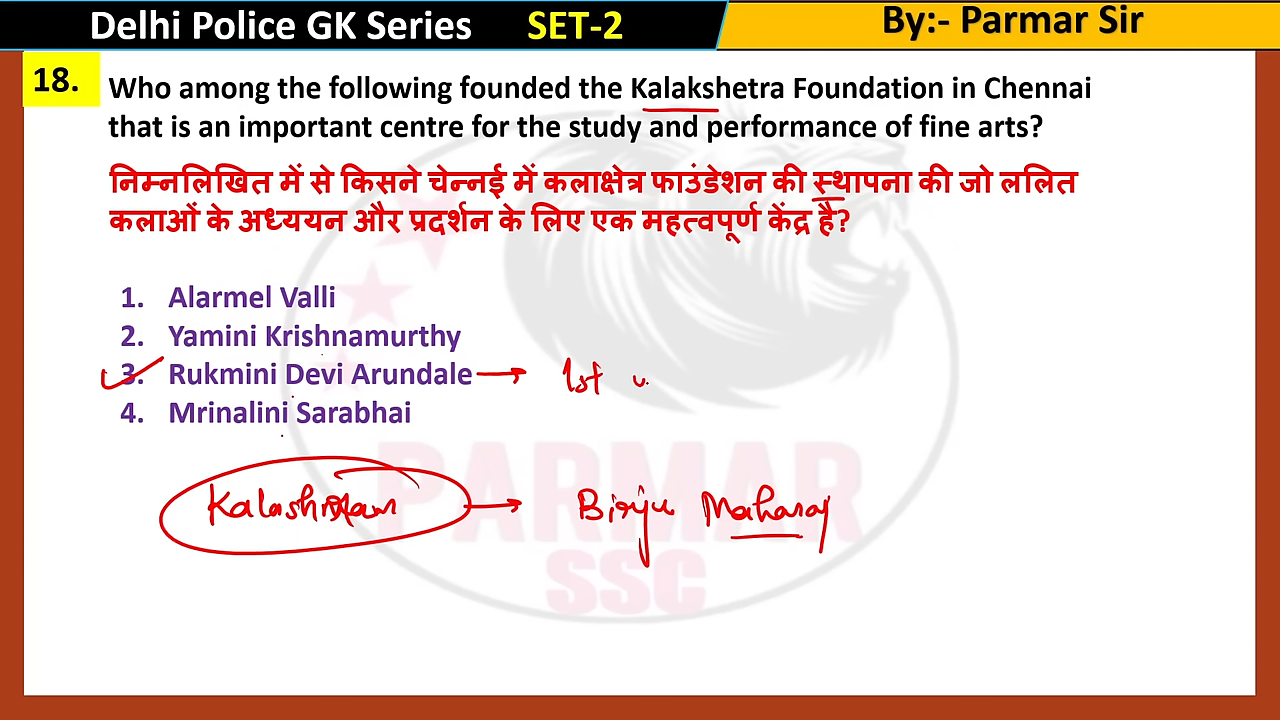 Delhi Police GK Series SET-2 By:- Parmar Sir
18. Who among the following founded the Kalakshetra Foundation in Chennai
that is an important centre for the study and performance of fine arts?
निम्नलिखित में से किसने चेन्नई में कलाक्षेत्र फाउंडेशन की स्थापना की जो ललित
कलाओं के अध्ययन और प्रदर्शन के लिए एक महत्वपूर्ण केंद्र है?
1. Alarmel Valli
2. Yamini Krishnamurthy
3. Rukmini Devi Arundale → 1st
4. Mrinalini Sarabhai
→ Birju Maharaj
PARMAR
SSC